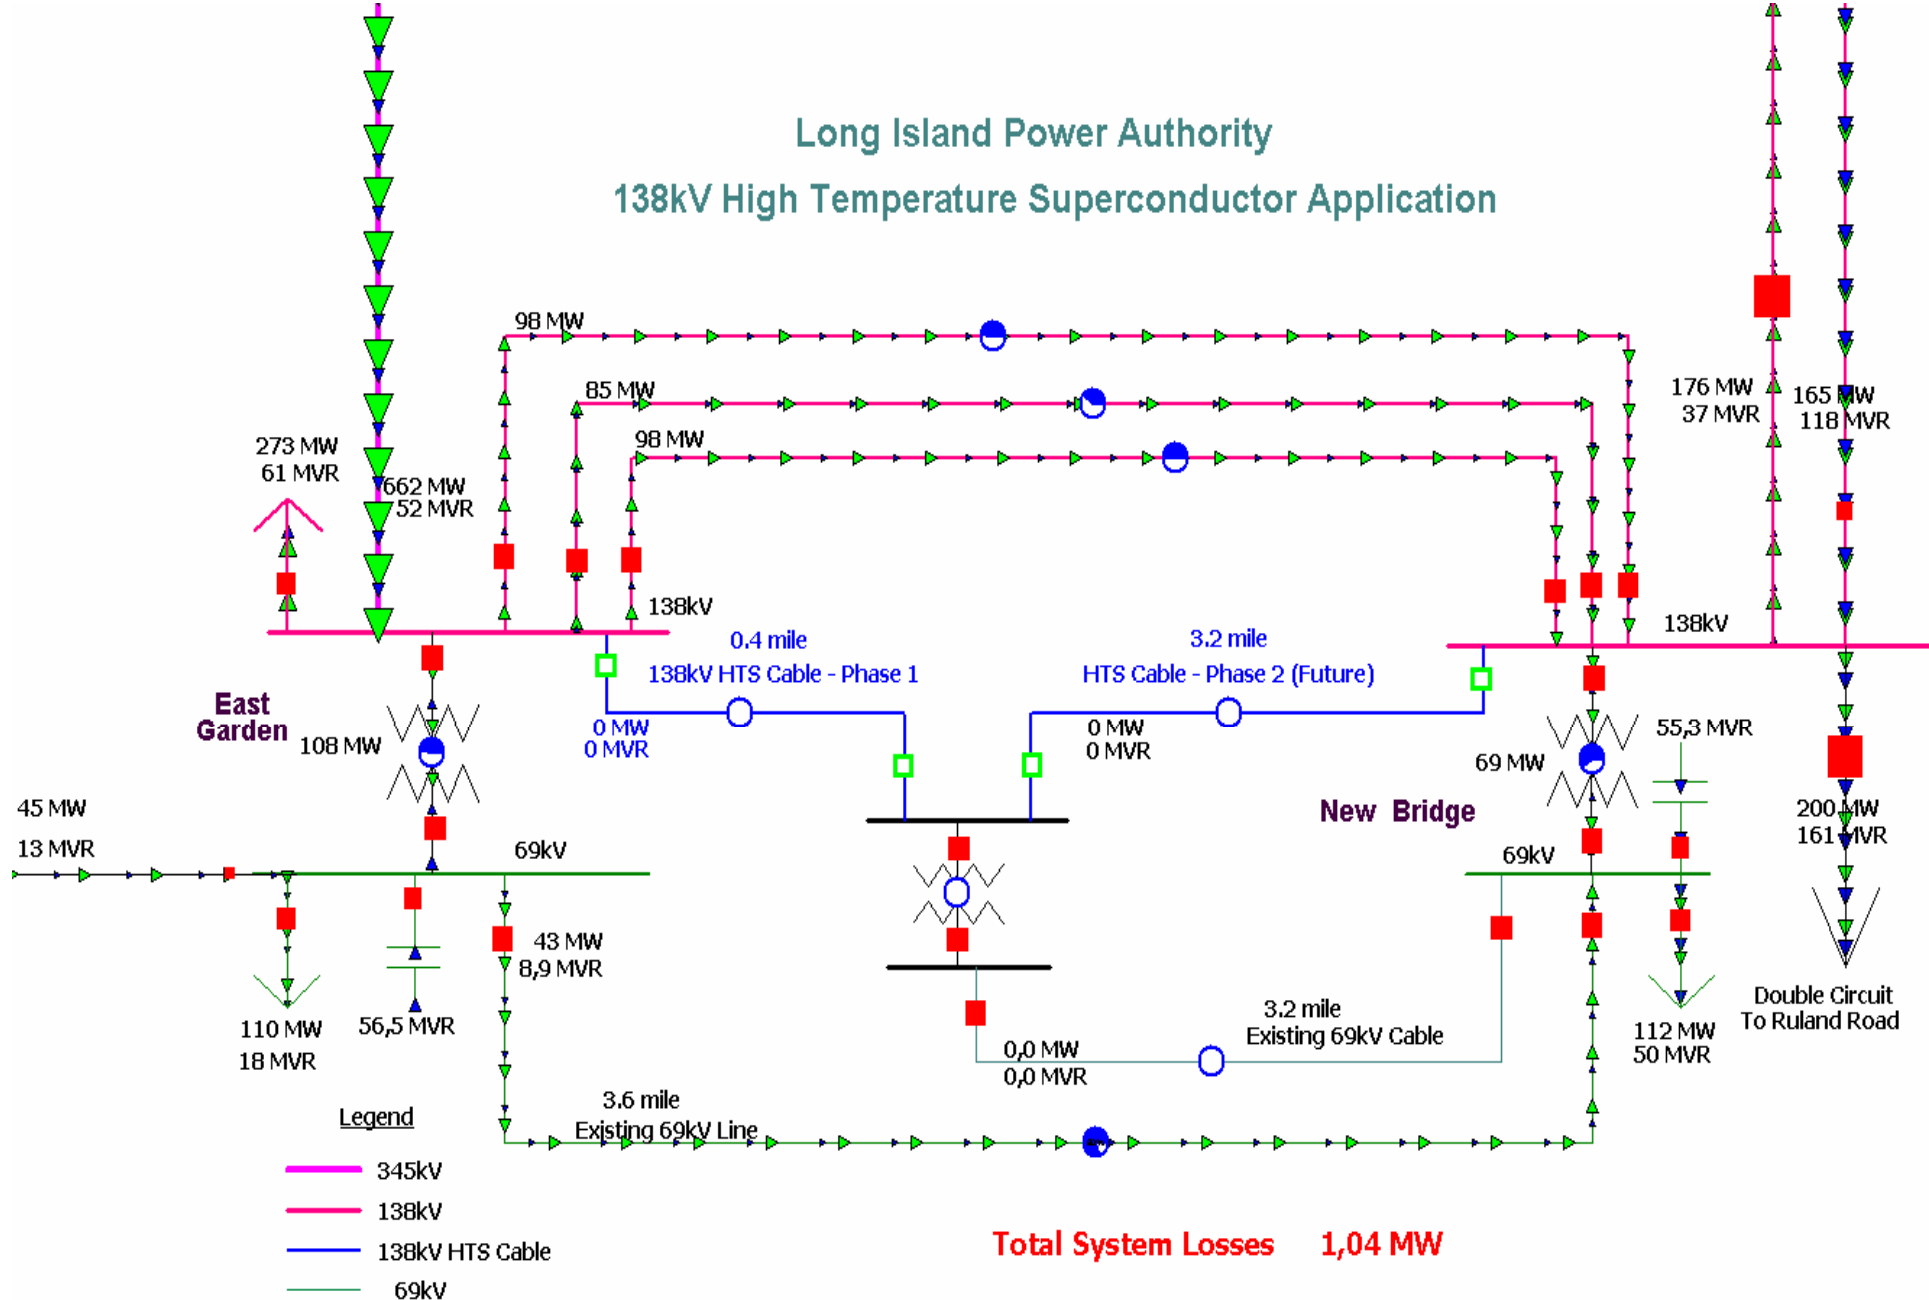 Long Island Power Authority
138kV High Temperature Superconductor Application
98 MW
85 MW
98 MW
273 MW
61 MVR
662 MW
52 MVR
176 MW
37 MVR
165 MW
118 MVR
138kV
138kV
0.4 mile
138kV HTS Cable - Phase 1
0 MW
0 MVR
3.2 mile
HTS Cable - Phase 2 (Future)
0 MW
0 MVR
East
Garden
108 MW
69 MW
55,3 MVR
New Bridge
200 MW
161 MVR
45 MW
13 MVR
69kV
69kV
43 MW
8,9 MVR
110 MW
18 MVR
56,5 MVR
3.2 mile
Existing 69kV Cable
0,0 MW
0,0 MVR
112 MW
50 MVR
Double Circuit
To Ruland Road
3.6 mile
Existing 69kV Line
Legend
345kV
138kV
138kV HTS Cable
69kV
Total System Losses 1,04 MW